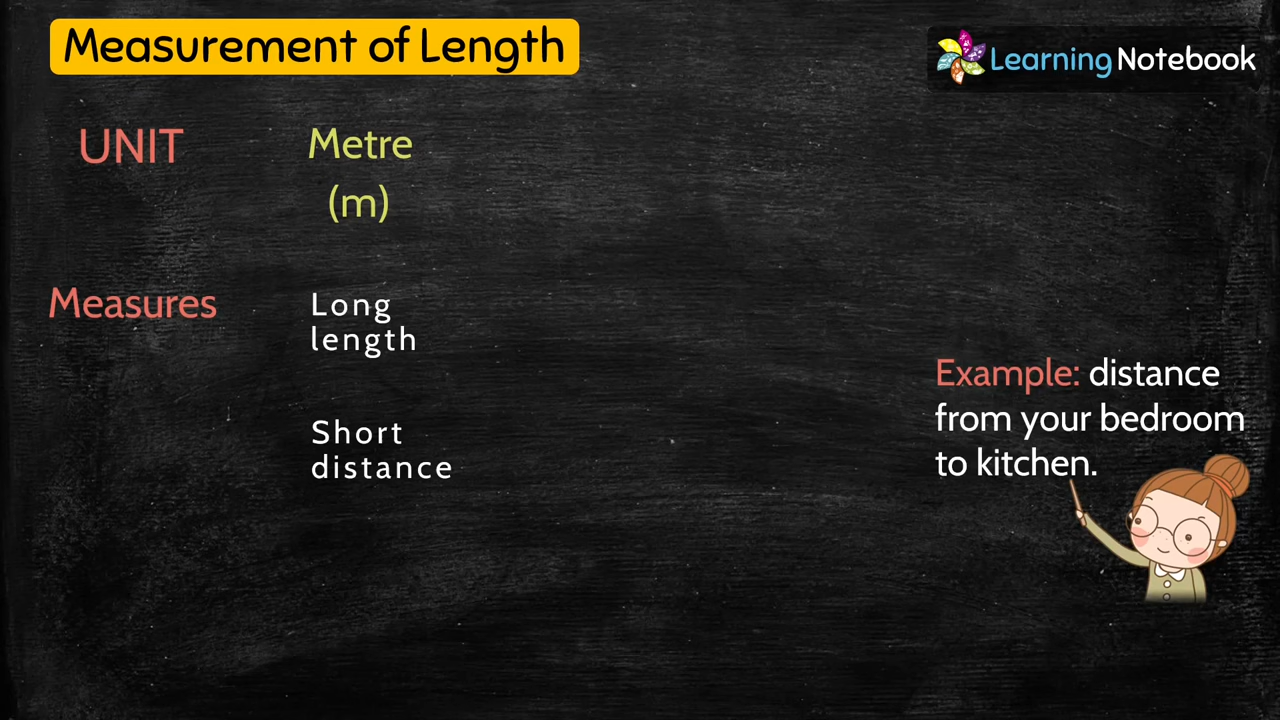 Measurement of Length
Learning Notebook
UNIT
Metre
(m)
Measures
Long
length
Short
distance
Example: distance
from your bedroom
to kitchen.